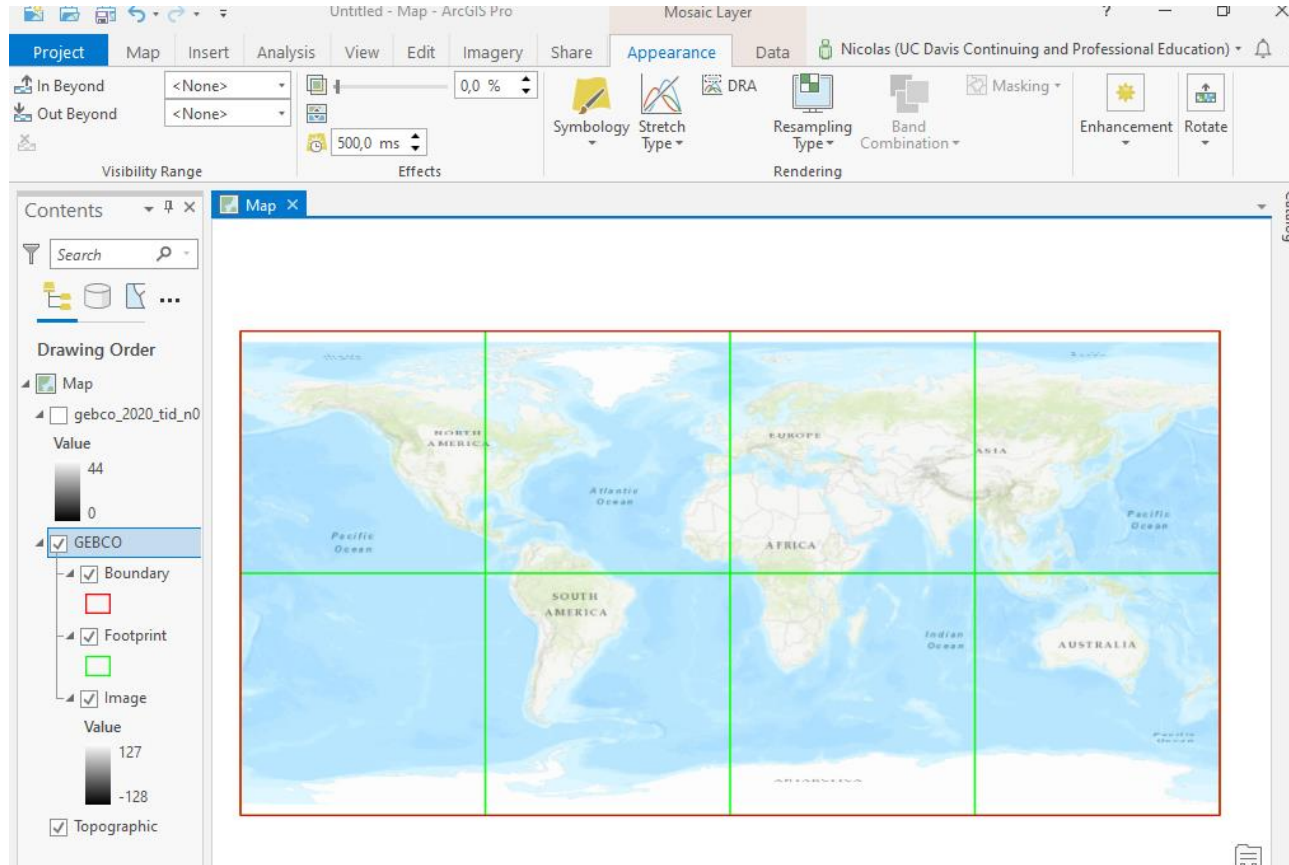 Untitled - Map - ArcGIS Pro
Mosaic Layer
?
Project Map Insert Analysis View Edit Imagery Share Appearance Data Nicolas (UC Davis Continuing and Professional Education)
In Beyond <None>
0,0 %
DRA
Masking
Out Beyond <None>
500,0 ms
Symbology
Stretch Type
Resampling Type
Band Combination
Enhancement
Rotate
Visibility Range
Effects
Rendering
Contents
Map
Catalog
Search
Drawing Order
Map
gebco_2020_tid_n0
Value
44
0
GEBCO
Boundary
Footprint
Image
Value
127
-128
Topographic
NORTH
AMERICA
EUROPE
ASIA
Atlantic
Ocean
Pacific
Ocean
Pacific
Ocean
AFRICA
SOUTH
AMERICA
Indian
Ocean
AUSTRALIA